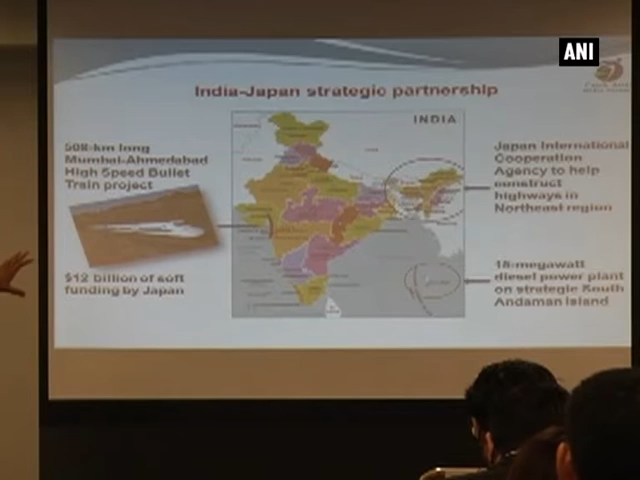 ANI
India-Japan strategic partnership
INDIA
508-km long
Mumbai-Ahmedabad
High Speed Bullet
Train project
$12 billion of soft
funding by Japan
Japan International
Cooperation
Agency to help
construct
highways in
Northeast region
18-megawatt
diesel power plant
on strategic South
Andaman Island